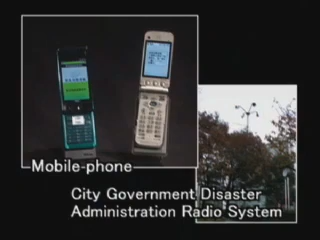 Mobile-phone
City Government Disaster
Administration Radio System